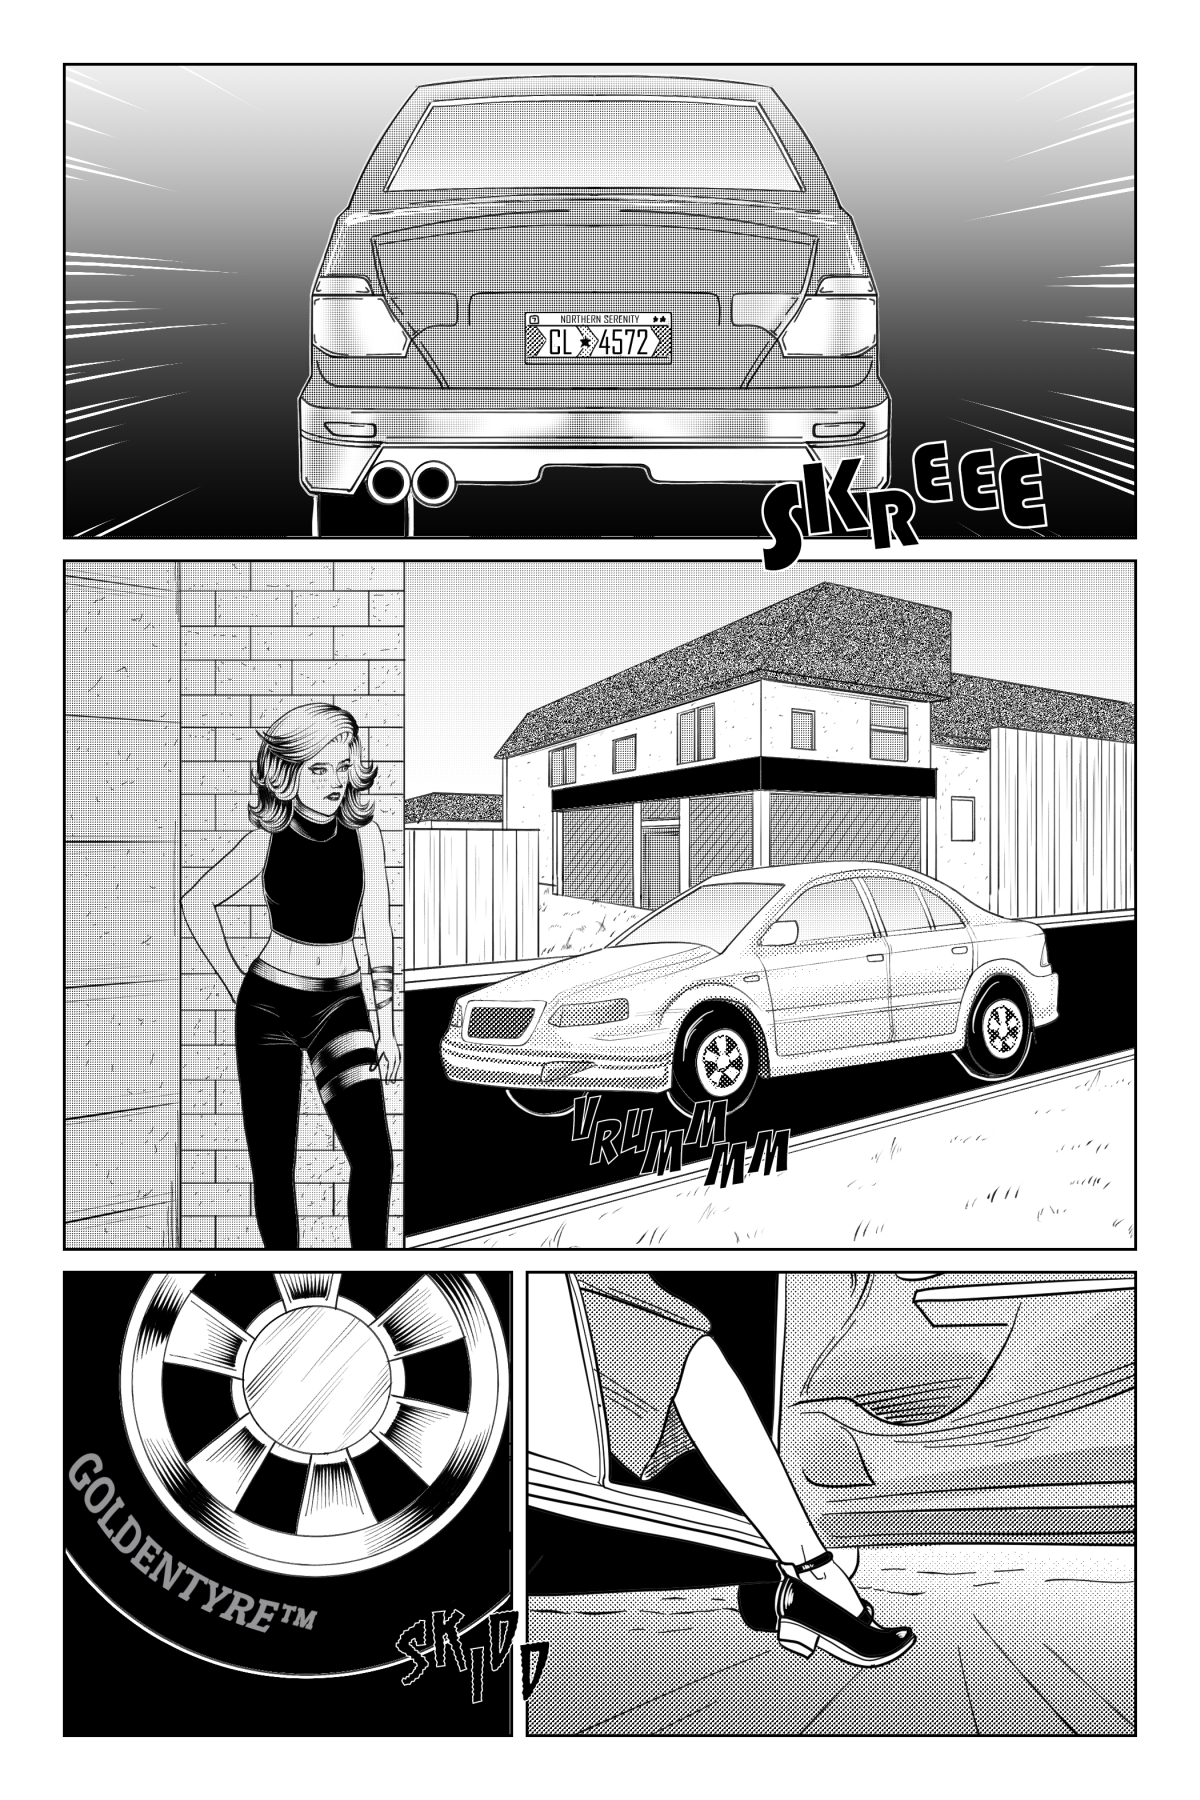 NORTHERN SERENITY
CL★4572
SKREEE
VRUMMMM
GOLDENTYRE™
SKIDD